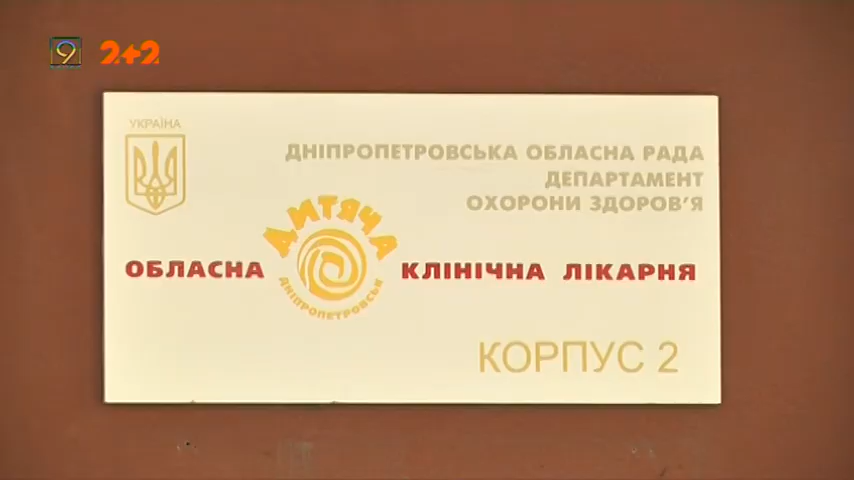 9 2+2
УКРАЇНА
ДНІПРОПЕТРОВСЬКА ОБЛАСНА РАДА
ДЕПАРТАМЕНТ
ОХОРОНИ ЗДОРОВ'Я
ОБЛАСНА ДИТЯЧА КЛІНІЧНА ЛІКАРНЯ
ДНІПРОПЕТРОВСЬК
КОРПУС 2